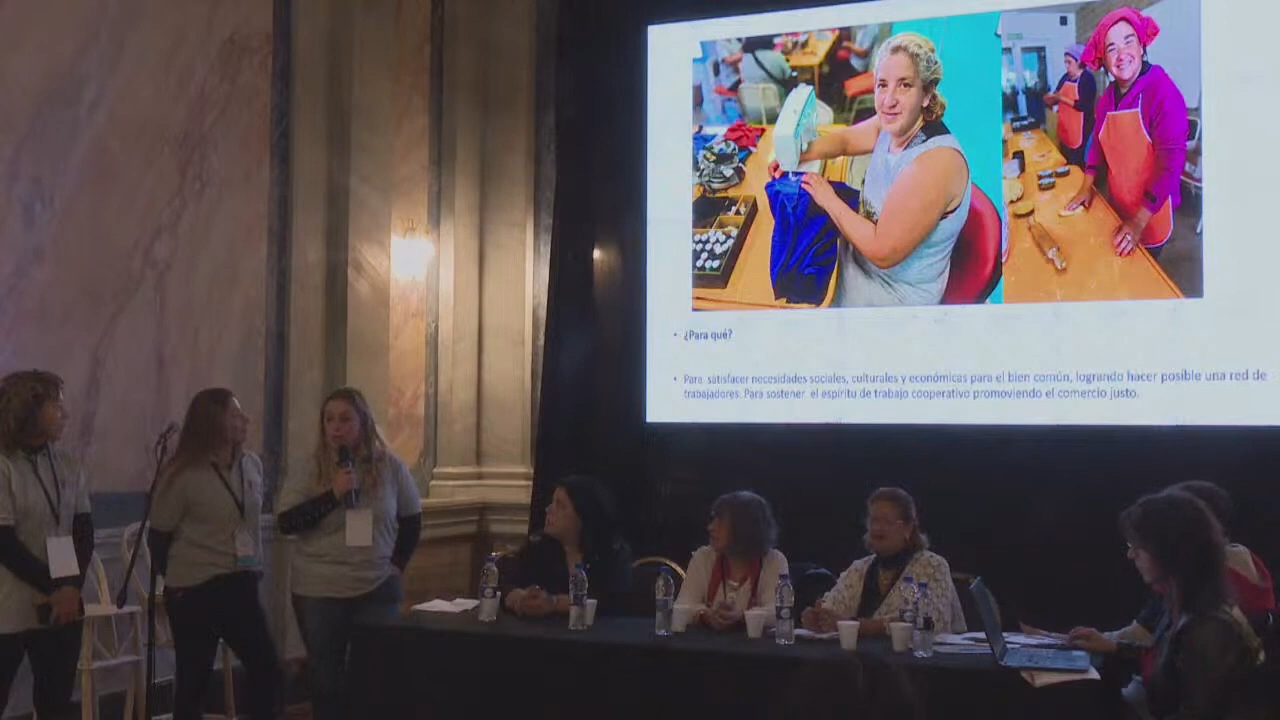 • ¿Para qué?
• Para satisfacer necesidades sociales, culturales y económicas para el bien común, logrando hacer posible una red de
trabajadores. Para sostener el espíritu de trabajo cooperativo promoviendo el comercio justo.